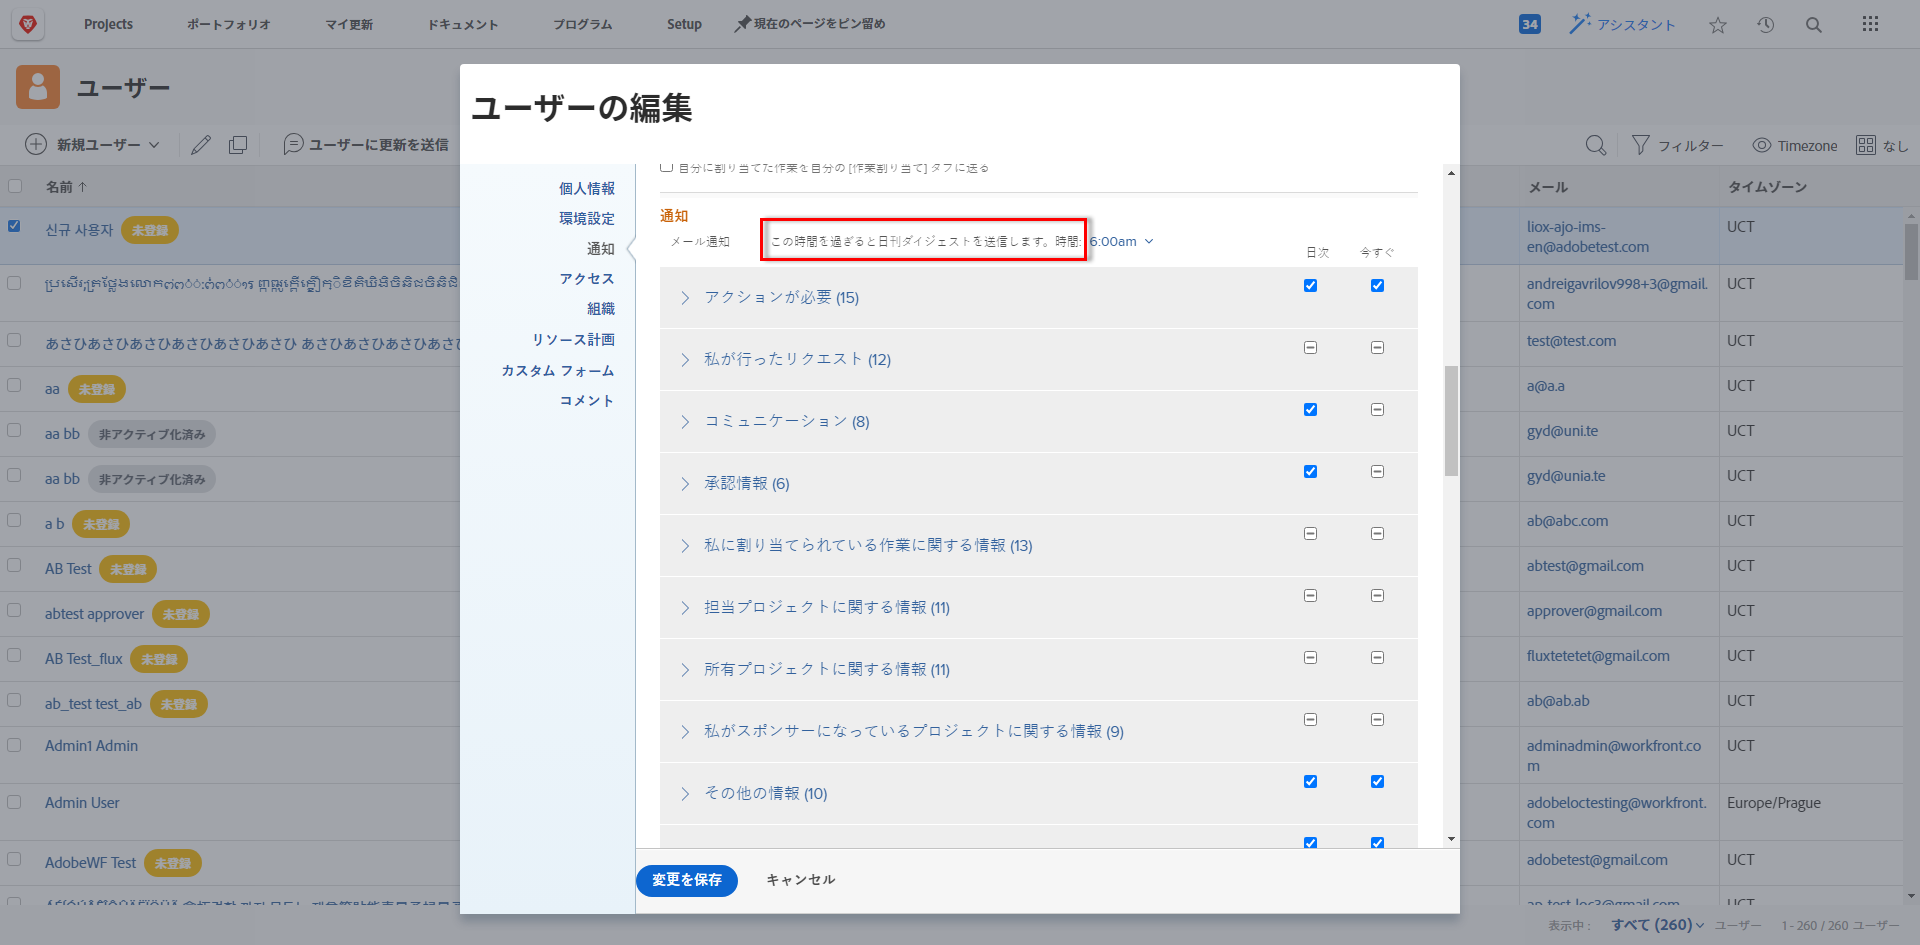 Projects ポートフォリオ マイ更新 ドキュメント プログラム Setup 現在のページをピン留め 34 アシスタント
ユーザー
新規ユーザー ユーザーに更新を送信 フィルター Timezone なし
名前 ↑ メール タイムゾーン
신규 사용자 未登録 liox-ajo-ims-en@adobetest.com UCT
andreigavrilov998+3@gmail.com UCT
あさひあさひあさひあさひあさひあさひ あさひあさひあさひあさひ test@test.com UCT
aa 未登録 a@a.a UCT
aa bb 非アクティブ化済み gyd@uni.te UCT
aa bb 非アクティブ化済み gyd@unia.te UCT
a b 未登録 ab@abc.com UCT
AB Test 未登録 abtest@gmail.com UCT
abtest approver 未登録 approver@gmail.com UCT
AB Test_flux 未登録 fluxtetetet@gmail.com UCT
ab_test test_ab 未登録 ab@ab.ab UCT
Admin1 Admin adminadmin@workfront.com UCT
Admin User adobeloctesting@workfront.com Europe/Prague
AdobeWF Test 未登録 adobetest@gmail.com UCT
表示中： すべて (260) ユーザー 1 - 260 / 260 ユーザー
ユーザーの編集
個人情報
環境設定
通知
アクセス
組織
リソース計画
カスタム フォーム
コメント
自分に割り当てた作業を自分の [作業割り当て] タブに送る
通知
メール通知 この時間を過ぎると日刊ダイジェストを送信します。時間: 6:00am
日次 今すぐ
アクションが必要 (15)
私が行ったリクエスト (12)
コミュニケーション (8)
承認情報 (6)
私に割り当てられている作業に関する情報 (13)
担当プロジェクトに関する情報 (11)
所有プロジェクトに関する情報 (11)
私がスポンサーになっているプロジェクトに関する情報 (9)
その他の情報 (10)
変更を保存 キャンセル